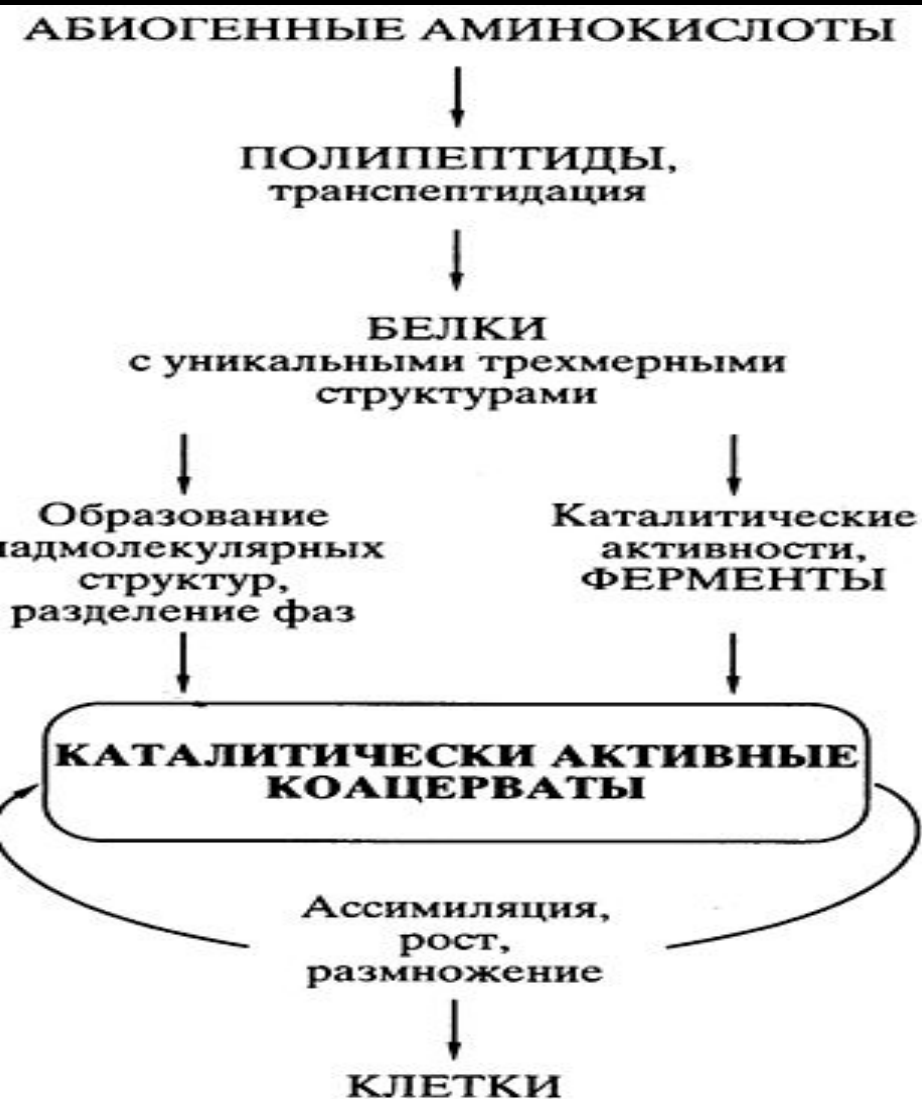 АБИОГЕННЫЕ АМИНОКИСЛОТЫ
ПОЛИПЕПТИДЫ,
транспептидация
БЕЛКИ
с уникальными трехмерными
структурами
Образование
надмолекулярных
структур,
разделение фаз
Каталитические
активности,
ФЕРМЕНТЫ
КАТАЛИТИЧЕСКИ АКТИВНЫЕ
КОАЦЕРВАТЫ
Ассимиляция,
рост,
размножение
КЛЕТКИ